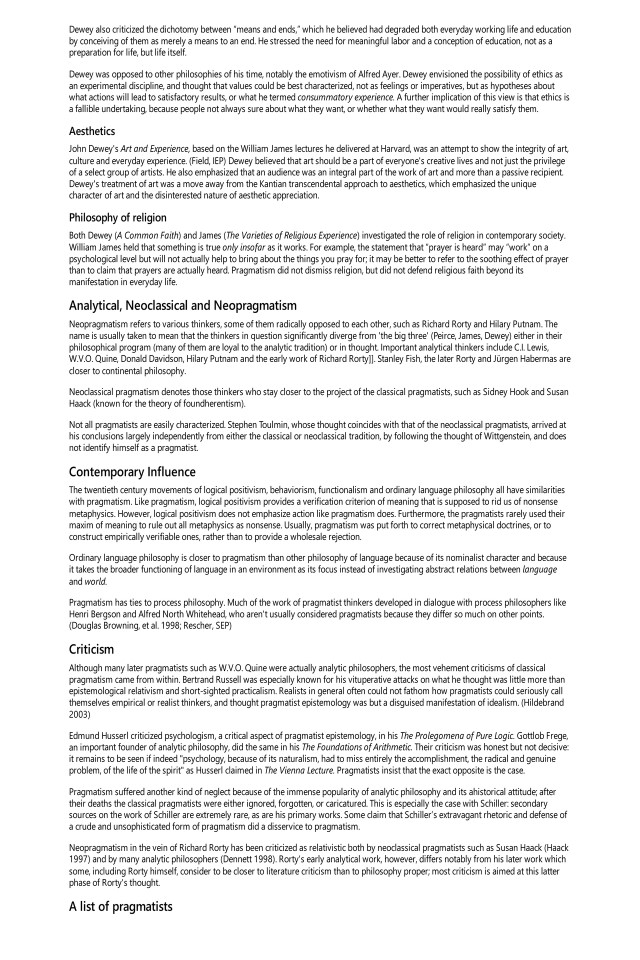 Dewey also criticized the dichotomy between "means and ends," which he believed had degraded both everyday working life and education
by conceiving of them as merely a means to an end. He stressed the need for meaningful labor and a conception of education, not as a
preparation for life, but life itself.
Dewey was opposed to other philosophies of his time, notably the emotivism of Alfred Ayer. Dewey envisioned the possibility of ethics as
an experimental discipline, and thought that values could be best characterized, not as feelings or imperatives, but as hypotheses about
what actions will lead to satisfactory results, or what he termed consummatory experience. A further implication of this view is that ethics is
a fallible undertaking, because people not always sure about what they want, or whether what they want would really satisfy them.
Aesthetics
John Dewey's Art and Experience, based on the William James lectures he delivered at Harvard, was an attempt to show the integrity of art,
culture and everyday experience. (Field, IEP) Dewey believed that art should be a part of everyone's creative lives and not just the privilege
of a select group of artists. He also emphasized that an audience was an integral part of the work of art and more than a passive recipient.
Dewey's treatment of art was a move away from the Kantian transcendental approach to aesthetics, which emphasized the unique
character of art and the disinterested nature of aesthetic appreciation.
Philosophy of religion
Both Dewey (A Common Faith) and James (The Varieties of Religious Experience) investigated the role of religion in contemporary society.
William James held that something is true only insofar as it works. For example, the statement that "prayer is heard" may "work" on a
psychological level but will not actually help to bring about the things you pray for; it may be better to refer to the soothing effect of prayer
than to claim that prayers are actually heard. Pragmatism did not dismiss religion, but did not defend religious faith beyond its
manifestation in everyday life.
Analytical, Neoclassical and Neopragmatism
Neopragmatism refers to various thinkers, some of them radically opposed to each other, such as Richard Rorty and Hilary Putnam. The
name is usually taken to mean that the thinkers in question significantly diverge from 'the big three' (Peirce, James, Dewey) either in their
philosophical program (many of them are loyal to the analytic tradition) or in thought. Important analytical thinkers include C.I. Lewis,
W.V.O. Quine, Donald Davidson, Hilary Putnam and the early work of Richard Rorty]]. Stanley Fish, the later Rorty and Jürgen Habermas are
closer to continental philosophy.
Neoclassical pragmatism denotes those thinkers who stay closer to the project of the classical pragmatists, such as Sidney Hook and Susan
Haack (known for the theory of foundherentism).
Not all pragmatists are easily characterized. Stephen Toulmin, whose thought coincides with that of the neoclassical pragmatists, arrived at
his conclusions largely independently from either the classical or neoclassical tradition, by following the thought of Wittgenstein, and does
not identify himself as a pragmatist.
Contemporary Influence
The twentieth century movements of logical positivism, behaviorism, functionalism and ordinary language philosophy all have similarities
with pragmatism. Like pragmatism, logical positivism provides a verification criterion of meaning that is supposed to rid us of nonsense
metaphysics. However, logical positivism does not emphasize action like pragmatism does. Furthermore, the pragmatists rarely used their
maxim of meaning to rule out all metaphysics as nonsense. Usually, pragmatism was put forth to correct metaphysical doctrines, or to
construct empirically verifiable ones, rather than to provide a wholesale rejection.
Ordinary language philosophy is closer to pragmatism than other philosophy of language because of its nominalist character and because
it takes the broader functioning of language in an environment as its focus instead of investigating abstract relations between language
and world.
Pragmatism has ties to process philosophy. Much of the work of pragmatist thinkers developed in dialogue with process philosophers like
Henri Bergson and Alfred North Whitehead, who aren't usually considered pragmatists because they differ so much on other points.
(Douglas Browning, et al. 1998; Rescher, SEP)
Criticism
Although many later pragmatists such as W.V.O. Quine were actually analytic philosophers, the most vehement criticisms of classical
pragmatism came from within. Bertrand Russell was especially known for his vituperative attacks on what he thought was little more than
epistemological relativism and short-sighted practicalism. Realists in general often could not fathom how pragmatists could seriously call
themselves empirical or realist thinkers, and thought pragmatist epistemology was but a disguised manifestation of idealism. (Hildebrand
2003)
Edmund Husserl criticized psychologism, a critical aspect of pragmatist epistemology, in his The Prolegomena of Pure Logic. Gottlob Frege,
an important founder of analytic philosophy, did the same in his The Foundations of Arithmetic. Their criticism was honest but not decisive:
it remains to be seen if indeed "psychology, because of its naturalism, had to miss entirely the accomplishment, the radical and genuine
problem, of the life of the spirit" as Husserl claimed in The Vienna Lecture. Pragmatists insist that the exact opposite is the case.
Pragmatism suffered another kind of neglect because of the immense popularity of analytic philosophy and its ahistorical attitude; after
their deaths the classical pragmatists were either ignored, forgotten, or caricatured. This is especially the case with Schiller: secondary
sources on the work of Schiller are extremely rare, as are his primary works. Some claim that Schiller's extravagant rhetoric and defense of
a crude and unsophisticated form of pragmatism did a disservice to pragmatism.
Neopragmatism in the vein of Richard Rorty has been criticized as relativistic both by neoclassical pragmatists such as Susan Haack (Haack
1997) and by many analytic philosophers (Dennett 1998). Rorty's early analytical work, however, differs notably from his later work which
some, including Rorty himself, consider to be closer to literature criticism than to philosophy proper; most criticism is aimed at this latter
phase of Rorty's thought.
A list of pragmatists